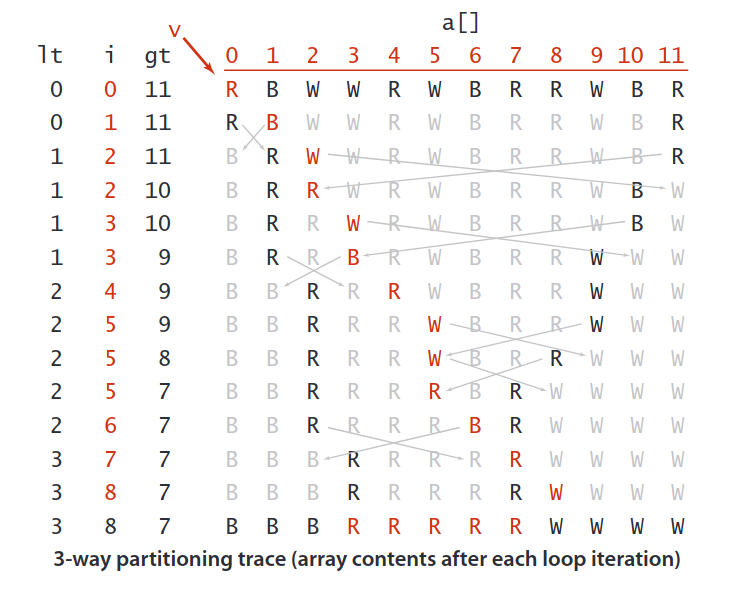 a[]
v
lt i gt 0 1 2 3 4 5 6 7 8 9 10 11
0 0 11 R B W W R W B R R W B R
0 1 11 R B W W R W B R R W B R
1 2 11 B R W W R W B R R W B R
1 2 10 B R R W R W B R R W B W
1 3 10 B R R W R W B R R W B W
1 3 9 B R R B R W B R R W W W
2 4 9 B B R R R W B R R W W W
2 5 9 B B R R R W B R R W W W
2 5 8 B B R R R W B R R W W W
2 5 7 B B R R R R B R W W W W
2 6 7 B B R R R R B R W W W W
3 7 7 B B B R R R R R W W W W
3 8 7 B B B R R R R R W W W W
3 8 7 B B B R R R R R W W W W
3-way partitioning trace (array contents after each loop iteration)